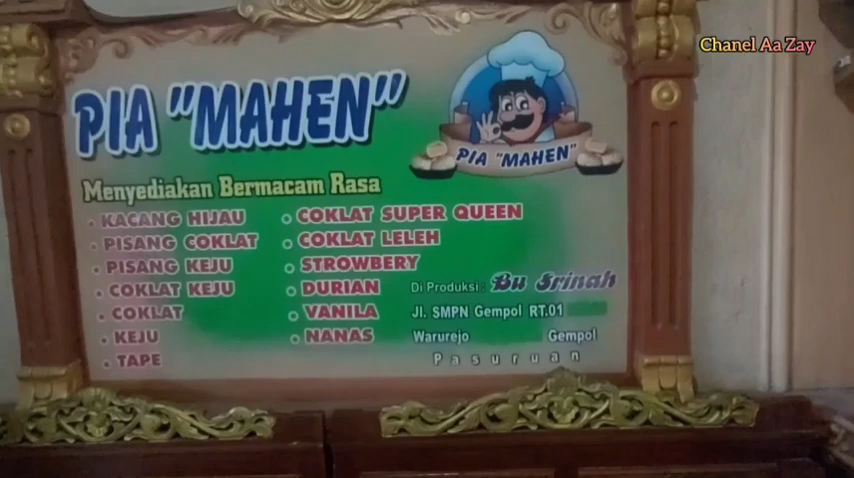 Chanel Aa Zay
PIA "MAHEN"
PIA "MAHEN"
Menyediakan Bermacam Rasa
• KACANG HIJAU
• PISANG COKLAT
• PISANG KEJU
• COKLAT KEJU
• COKLAT
• KEJU
• TAPE
• COKLAT SUPER QUEEN
• COKLAT LELEH
• STROWBERY
• DURIAN
• VANILA
• NANAS
Di Produksi : Bu Srinah
Jl. SMPN Gempol RT.01
Warurejo Gempol
Pasuruan